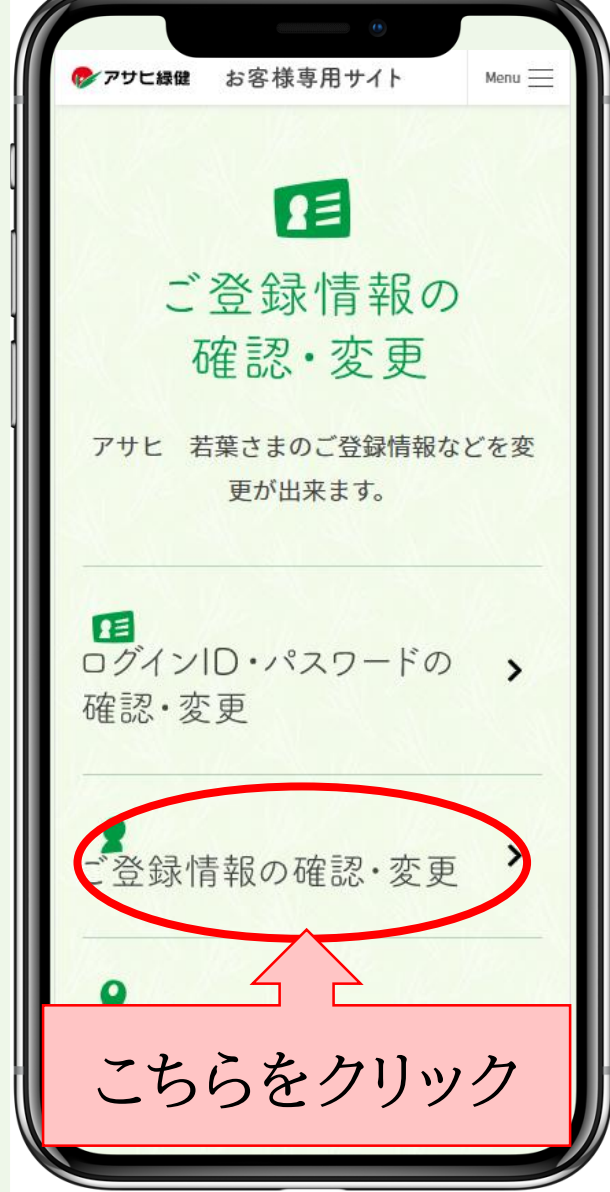 アサヒ緑健 お客様専用サイト Menu
ご登録情報の
確認・変更
アサヒ　若葉さまのご登録情報などを変
更が出来ます。
ログインID・パスワードの
確認・変更
ご登録情報の確認・変更
こちらをクリック